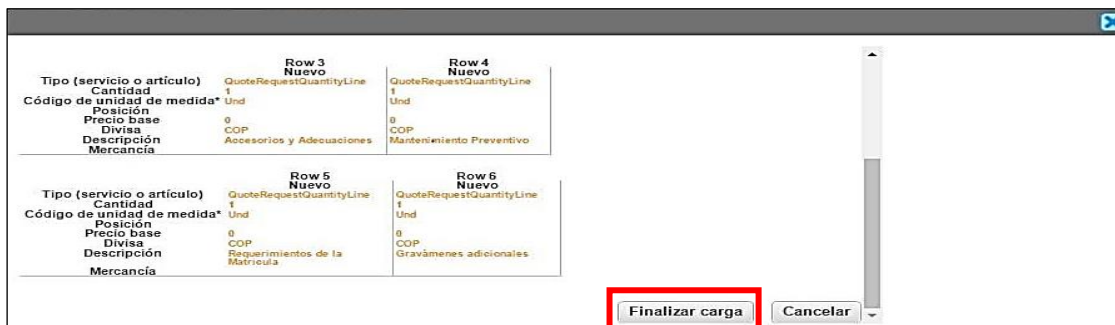 Row 3 Row 4
Nuevo Nuevo
Tipo (servicio o artículo) QuoteRequestQuantityLine QuoteRequestQuantityLine
Cantidad 1 1
Código de unidad de medida* Und Und
Posición
Precio base 0 0
Divisa COP COP
Descripción Accesorios y Adecuaciones Mantenimiento Preventivo
Mercancía
Row 5 Row 6
Nuevo Nuevo
Tipo (servicio o artículo) QuoteRequestQuantityLine QuoteRequestQuantityLine
Cantidad 1 1
Código de unidad de medida* Und Und
Posición
Precio base 0 0
Divisa COP COP
Descripción Requerimientos de la Gravámenes adicionales
Matricula
Mercancía
Finalizar carga Cancelar